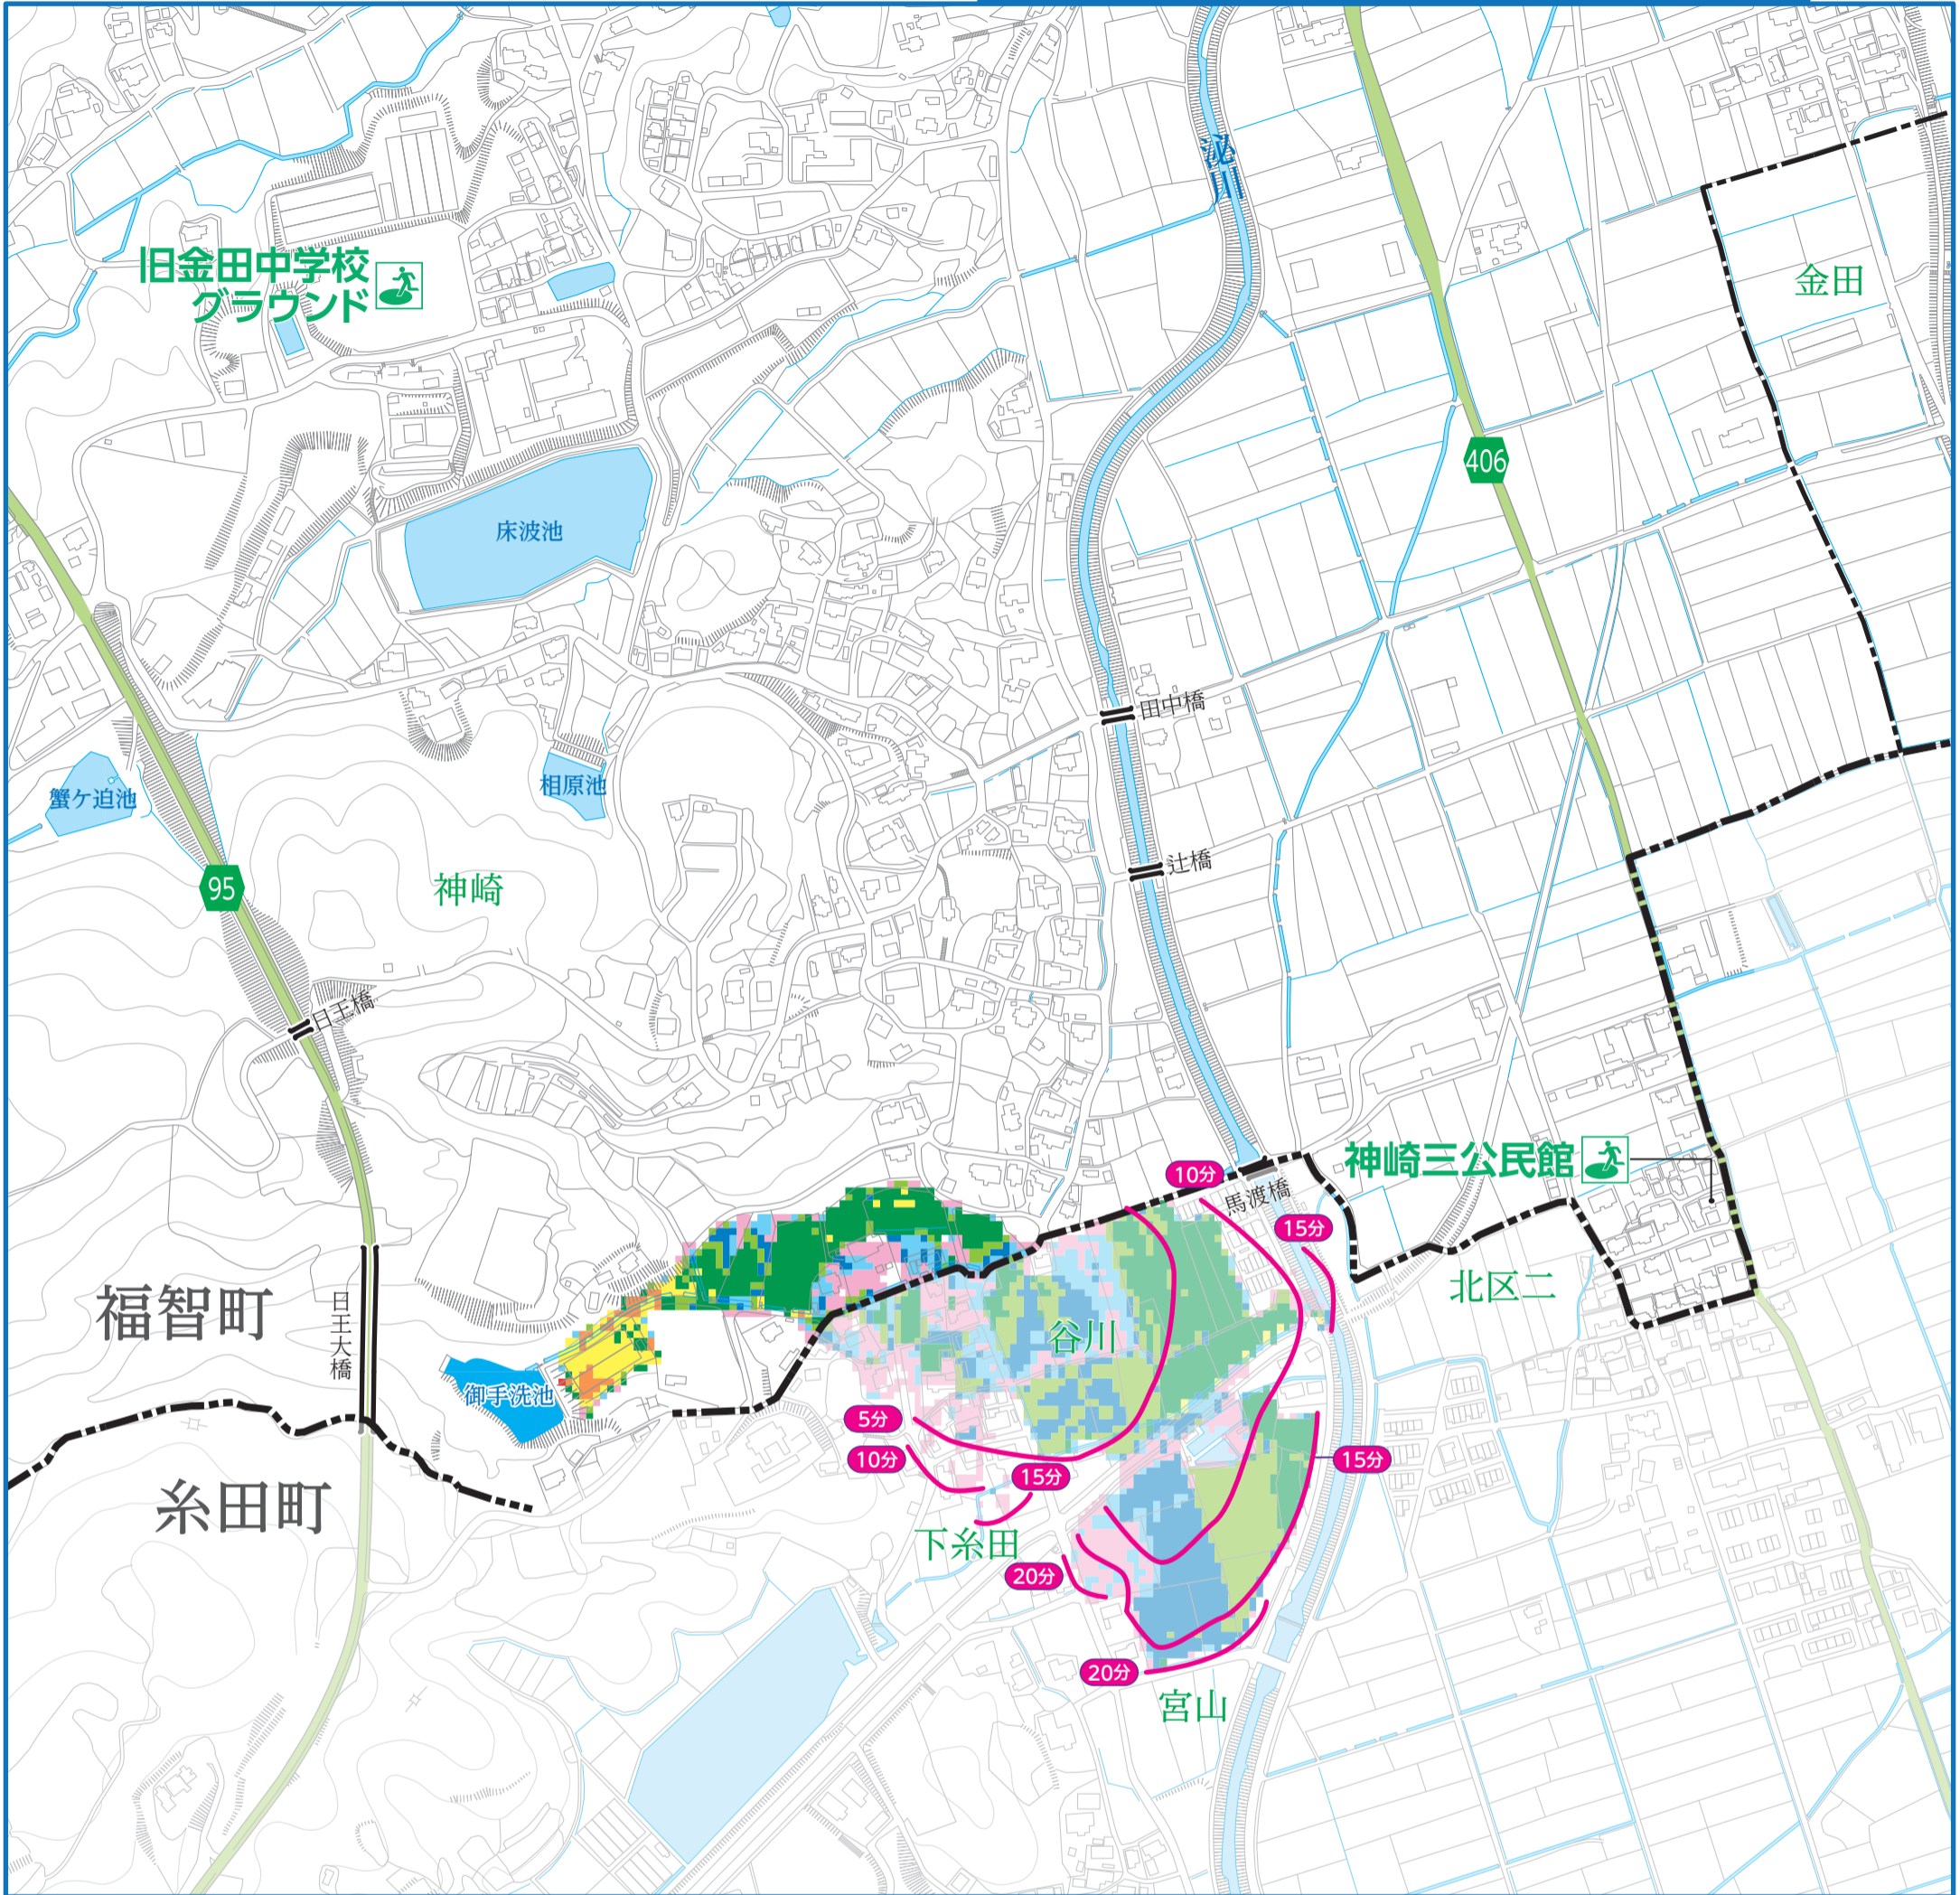 泌川
金田
旧金田中学校
グラウンド
406
床波池
田中橋
相原池
蟹ケ迫池
辻橋
95
神崎
日王橋
神崎三公民館
10分
馬渡橋
15分
北区二
福智町
日王大橋
谷川
御手洗池
5分
10分
15分
15分
糸田町
下糸田
20分
20分
宮山